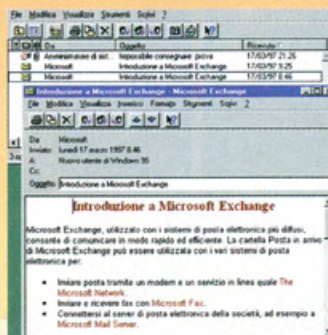 File Modifica Visualizza Strumenti Scrivi ?
Da Oggetto Ricevuto
Amministratore di sist... Impossibile consegnare: prova 17/03/97 21.26
Microsoft Introduzione a Microsoft Exchange 17/03/97 9.25
Microsoft Introduzione a Microsoft Exchange 17/03/97 8.46
Introduzione a Microsoft Exchange - Microsoft Exchange
File Modifica Visualizza Inserisci Formato Strumenti Scrivi ?
Da: Microsoft
Inviato: lunedì 17 marzo 1997 8.46
A: Nuovo utente di Windows 95
Cc:
Oggetto: Introduzione a Microsoft Exchange
Introduzione a Microsoft Exchange
Microsoft Exchange, utilizzato con i sistemi di posta elettronica più diffusi,
consente di comunicare in modo rapido ed efficiente. La cartella Posta in arrivo
di Microsoft Exchange può essere utilizzata con i vari sistemi di posta
elettronica per:
• Inviare posta tramite un modem e un servizio in linea quale The
Microsoft Network.
• Inviare e ricevere fax con Microsoft Fax.
• Connettersi al server di posta elettronica della società, ad esempio a
Microsoft Mail Server.